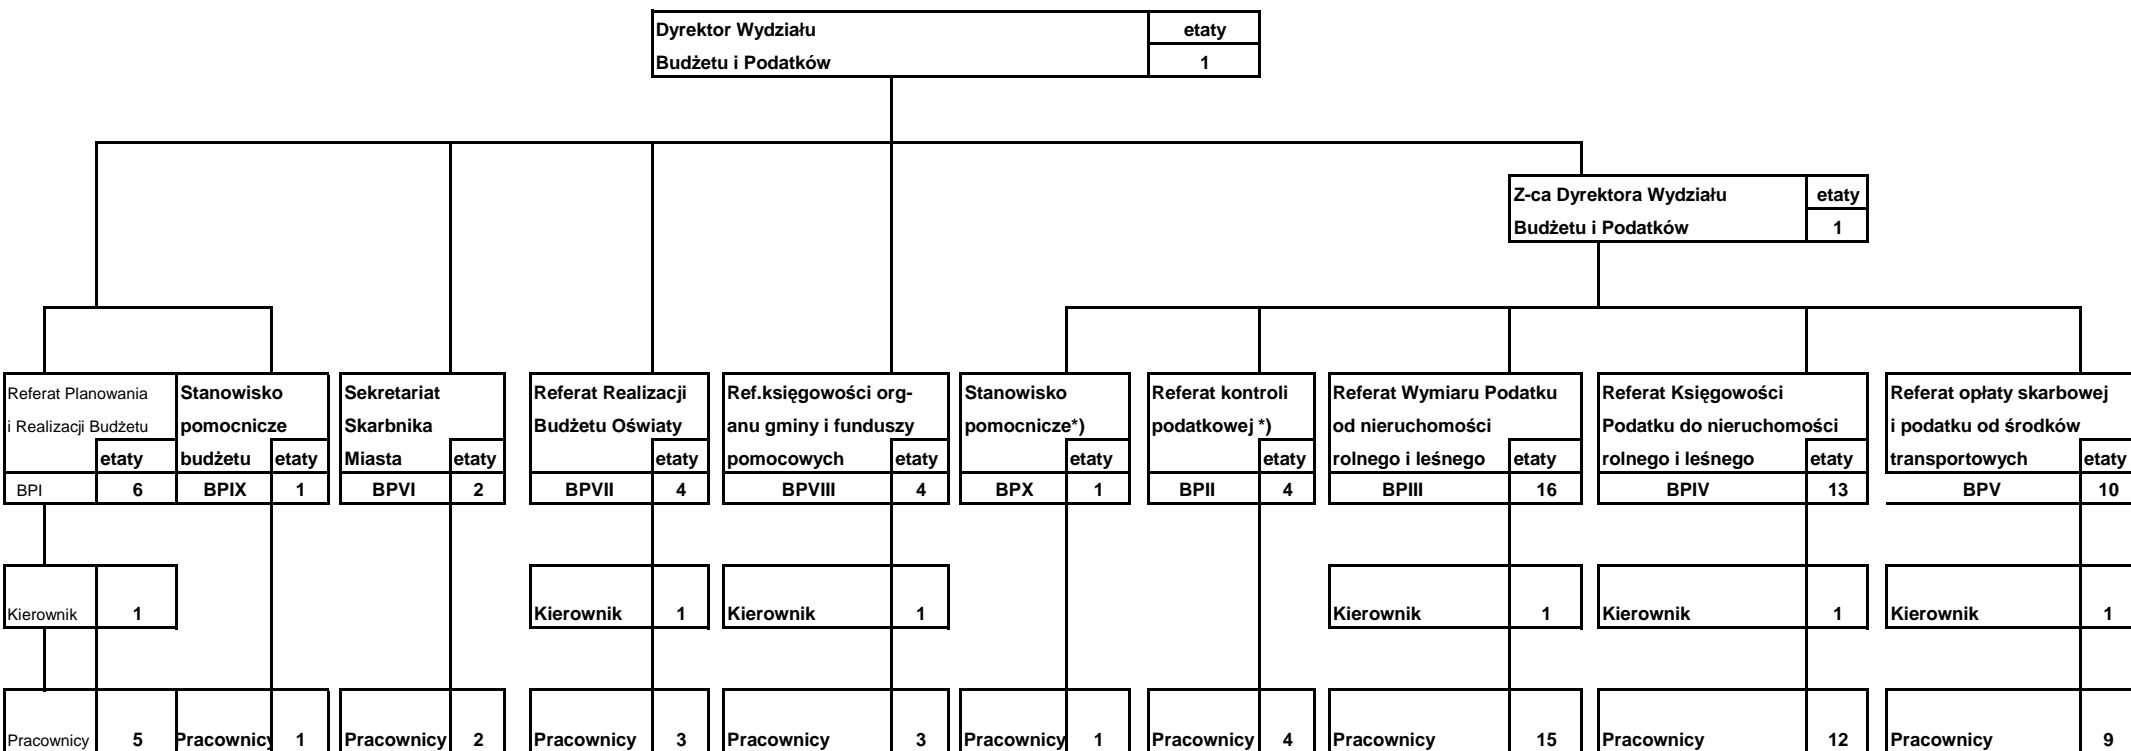 Dyrektor Wydziału etaty
Budżetu i Podatków 1
Z-ca Dyrektora Wydziału etaty
Budżetu i Podatków 1
Referat Planowania
i Realizacji Budżetu
etaty
BPI 6
Stanowisko
pomocnicze
budżetu etaty
BPIX 1
Sekretariat
Skarbnika
Miasta etaty
BPVI 2
Referat Realizacji
Budżetu Oświaty
etaty
BPVII 4
Ref.księgowości org-
anu gminy i funduszy
pomocowych etaty
BPVIII 4
Stanowisko
pomocnicze*)
etaty
BPX 1
Referat kontroli
podatkowej *)
etaty
BPII 4
Referat Wymiaru Podatku
od nieruchomości
rolnego i leśnego etaty
BPIII 16
Referat Księgowości
Podatku do nieruchomości
rolnego i leśnego etaty
BPIV 13
Referat opłaty skarbowej
i podatku od środków
transportowych etaty
BPV 10
Kierownik 1
Kierownik 1
Kierownik 1
Kierownik 1
Kierownik 1
Kierownik 1
Pracownicy 5
Pracownicy 1
Pracownicy 2
Pracownicy 3
Pracownicy 3
Pracownicy 1
Pracownicy 4
Pracownicy 15
Pracownicy 12
Pracownicy 9